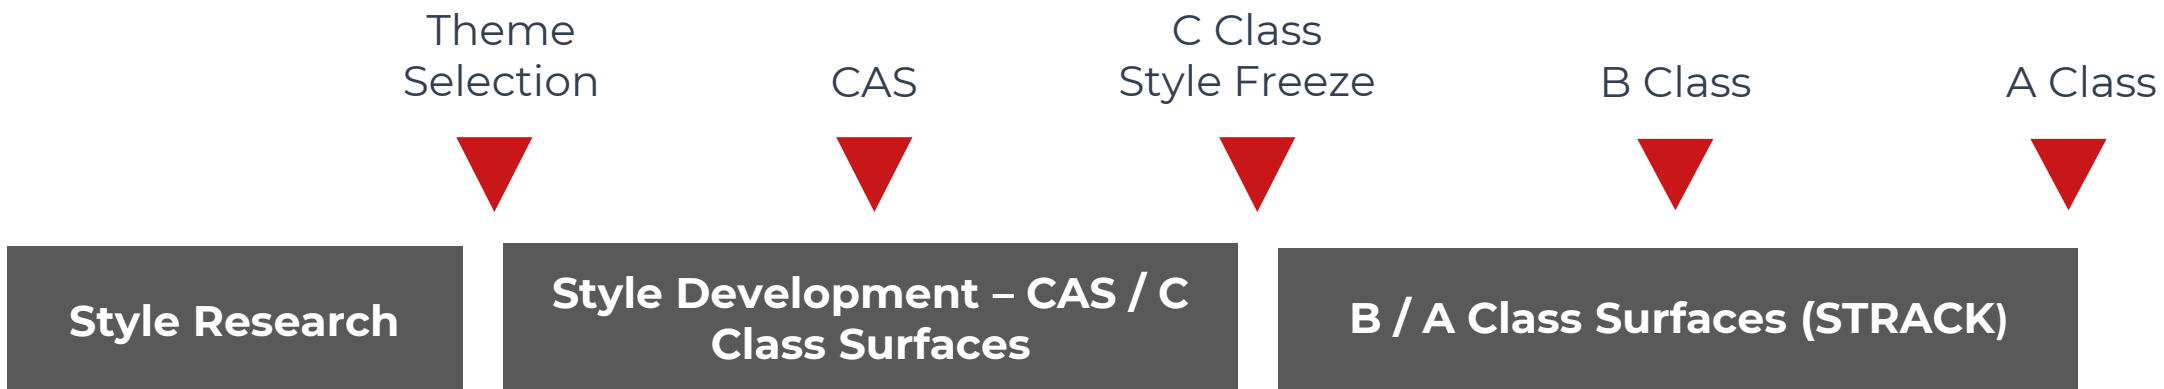 Theme
Selection
CAS
C Class
Style Freeze
B Class
A Class
Style Research
Style Development – CAS / C
Class Surfaces
B / A Class Surfaces (STRACK)